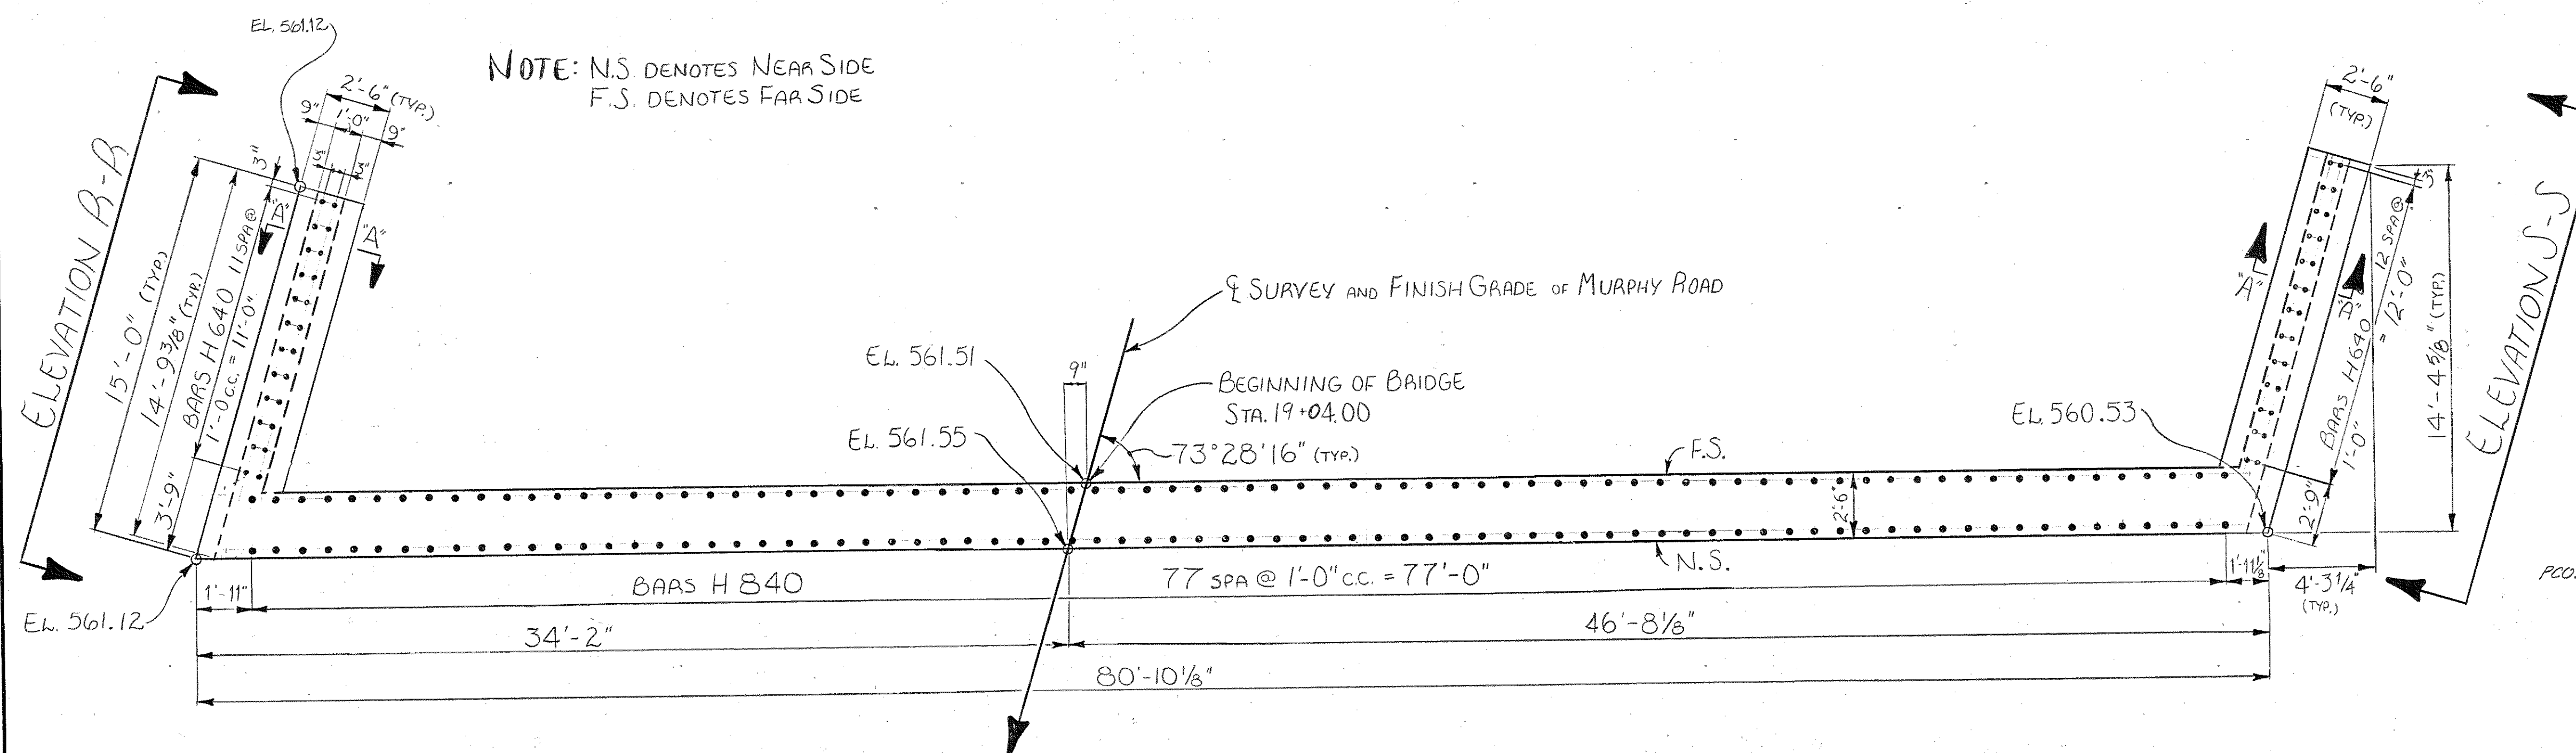 EL. 561.12
NOTE: N.S. DENOTES NEAR SIDE
F.S. DENOTES FAR SIDE
2'-6" (TYP.)
9"
1'-0"
9"
3"
3"
3"
"D"
"A"
ELEVATION R-R
15'-0" (TYP.)
14'-9 3/8" (TYP.)
BARS H 640 11 SPA @
1'-0 C.C. = 11'-0"
3'-9"
EL. 561.12
1'-11"
BARS H 840
77 SPA @ 1'-0" C.C. = 77'-0"
1'-11 1/8"
34'-2"
46'-8 1/8"
80'-10 1/8"
℄ SURVEY AND FINISH GRADE OF MURPHY ROAD
EL. 561.51
9"
BEGINNING OF BRIDGE
STA. 19+04.00
EL. 561.55
73°28'16" (TYP.)
F.S.
2'-6"
N.S.
EL. 560.53
2'-6"
(TYP.)
3"
"A"
"D"
BARS H640 12 SPA @
1'-0" = 12'-0"
14'-4 5/8" (TYP.)
2'-9"
4'-3 1/4"
(TYP.)
ELEVATION S-S
PCO.